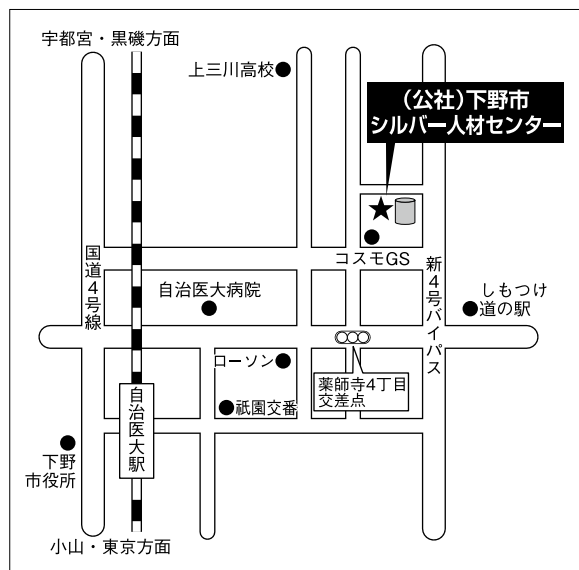 宇都宮・黒磯方面
上三川高校
（公社）下野市
シルバー人材センター
コスモGS
国道4号線
新4号バイパス
自治医大病院
しもつけ
道の駅
ローソン
薬師寺4丁目
交差点
祇園交番
自治医大駅
下野
市役所
小山・東京方面